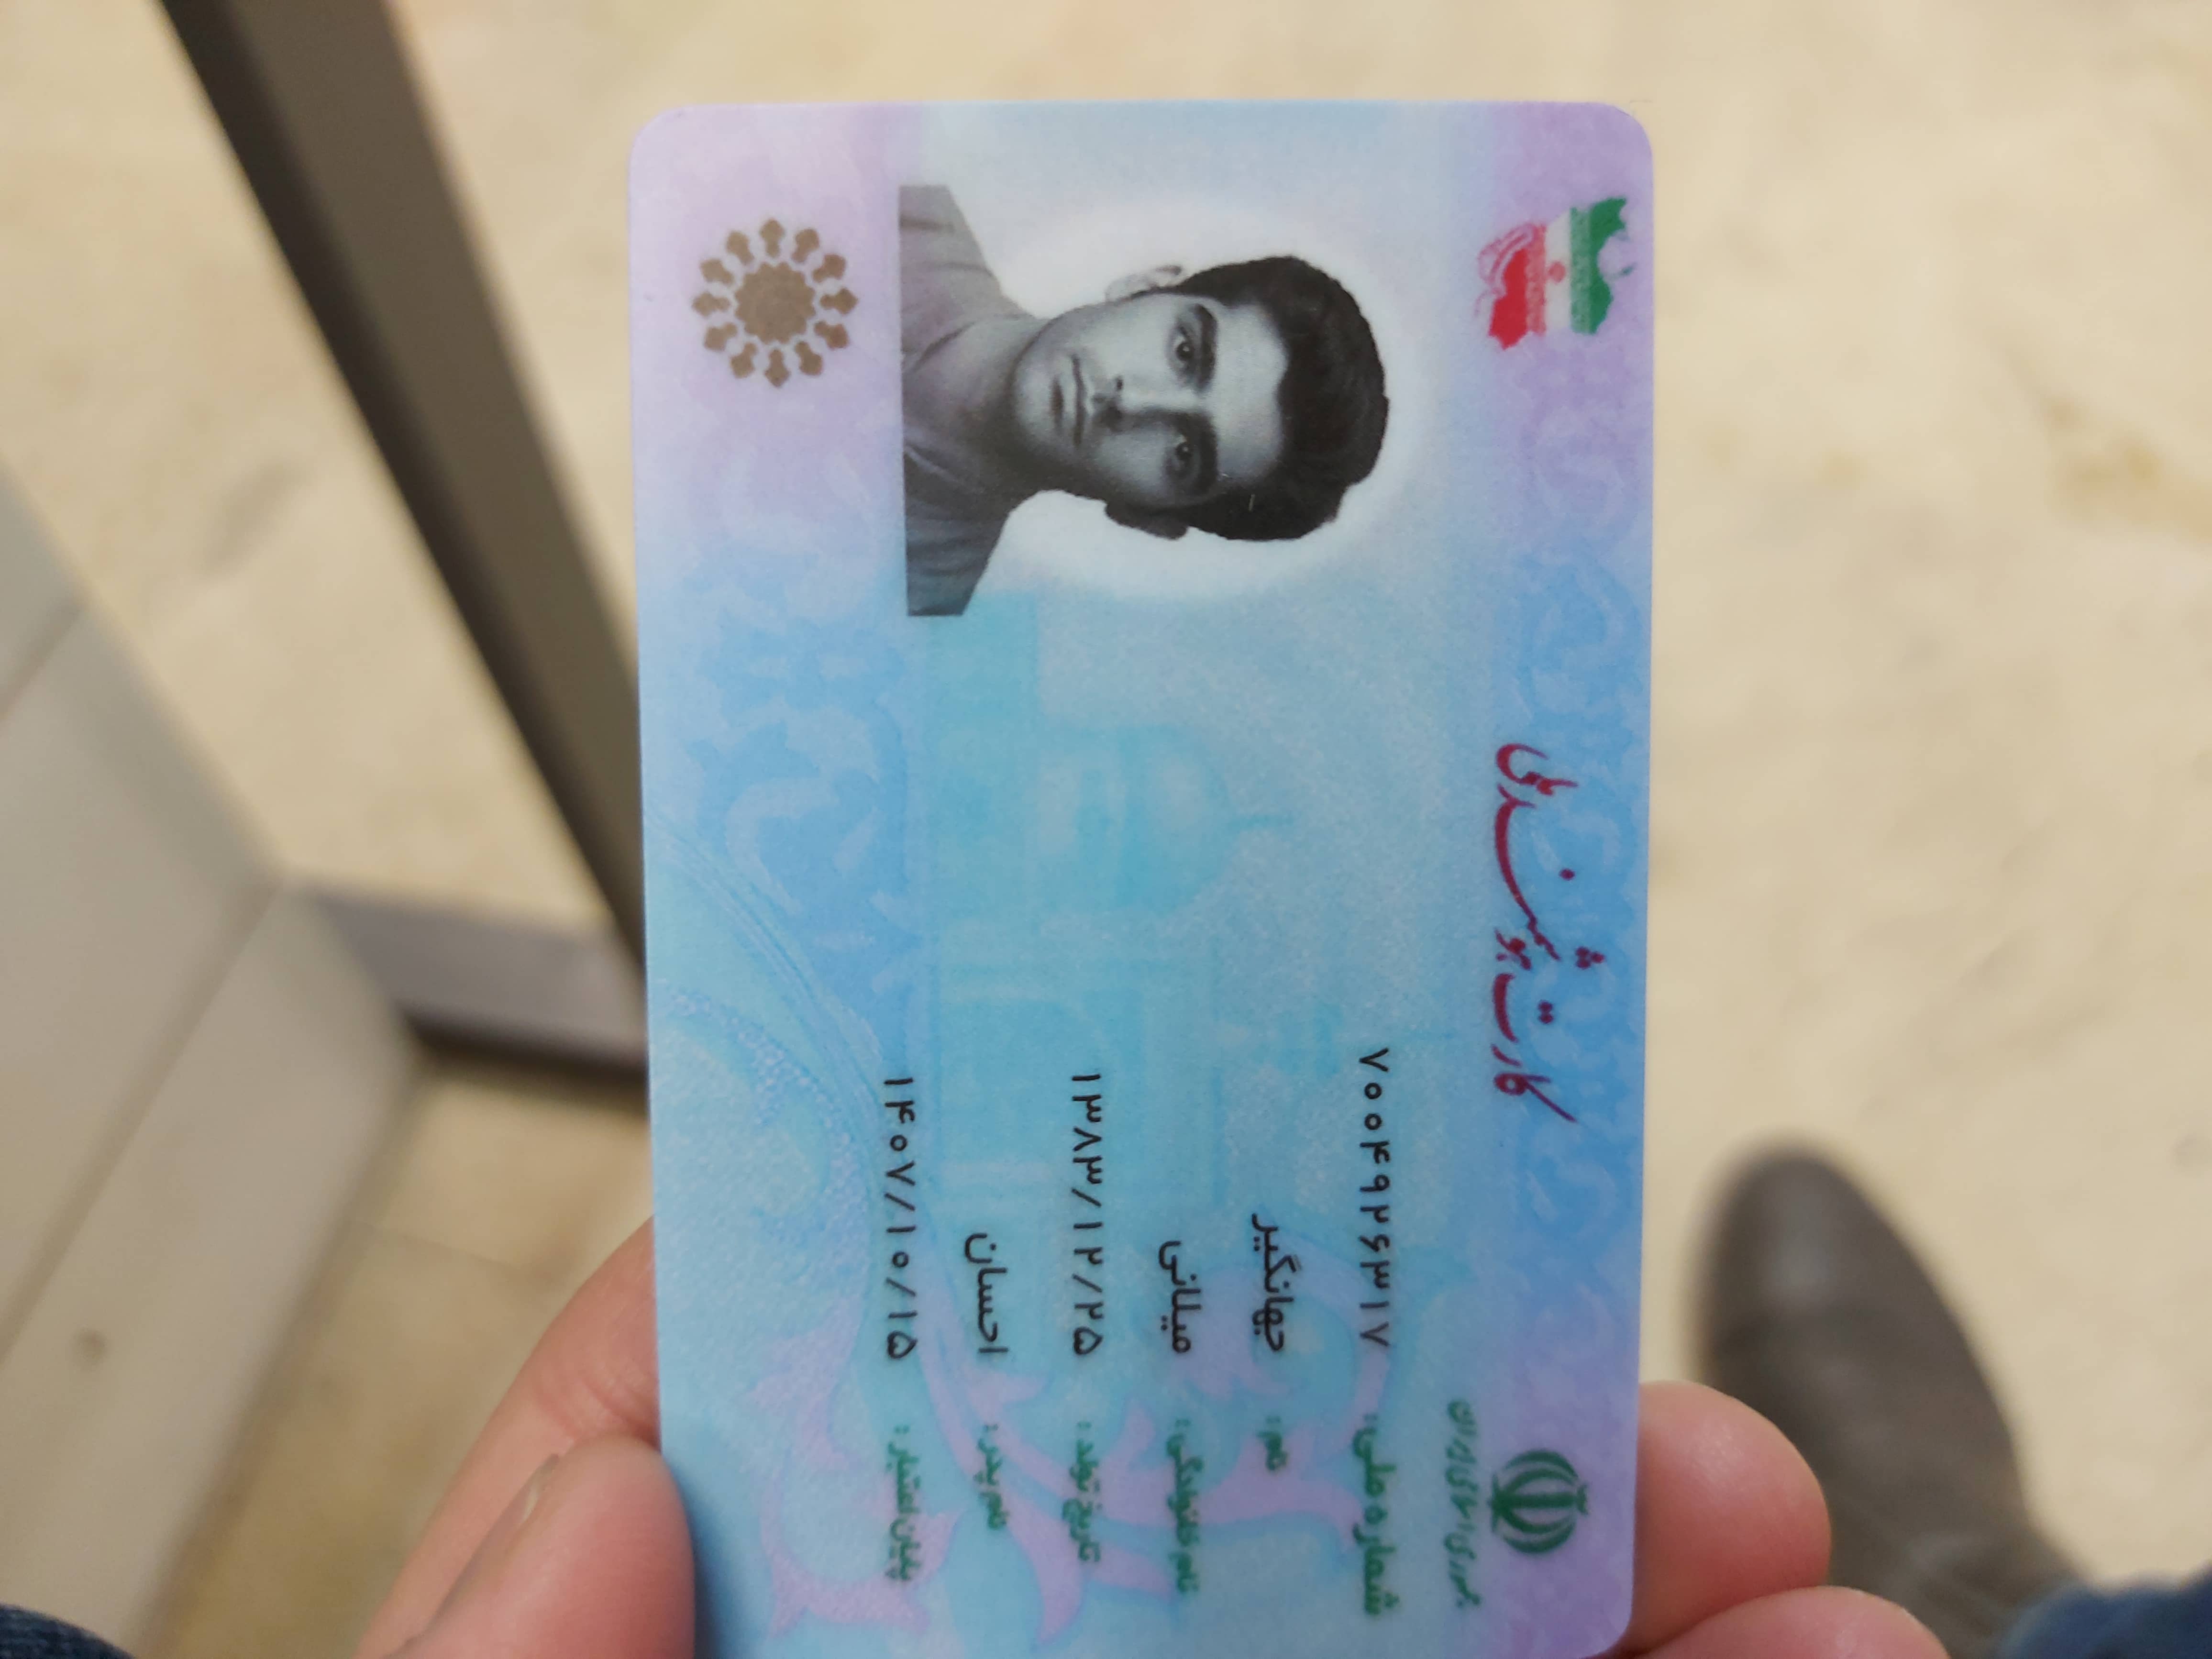 جمهوری اسلامی ایران
کارت هوشمند ملی
شماره ملی: ۷۰۰۴۹۲۶۳۱۷
نام: جهانگیر
نام خانوادگی: میلانی
تاریخ تولد: ۱۳۸۳/۱۲/۲۵
نام پدر: احسان
پایان اعتبار: ۱۴۰۷/۱۰/۱۵